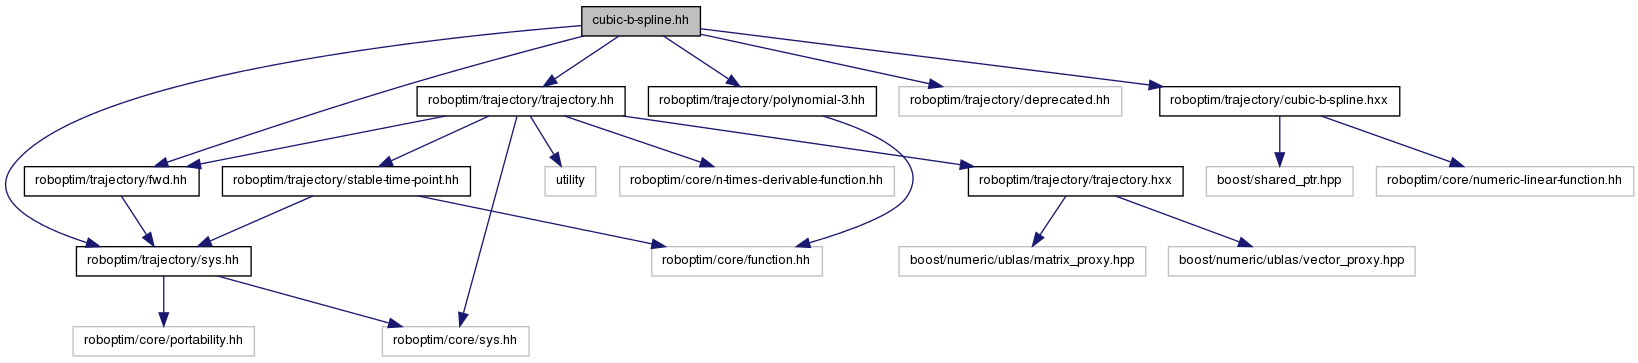 cubic-b-spline.hh
roboptim/trajectory/trajectory.hh
roboptim/trajectory/polynomial-3.hh
roboptim/trajectory/deprecated.hh
roboptim/trajectory/cubic-b-spline.hxx
roboptim/trajectory/fwd.hh
roboptim/trajectory/stable-time-point.hh
utility
roboptim/core/n-times-derivable-function.hh
roboptim/trajectory/trajectory.hxx
boost/shared_ptr.hpp
roboptim/core/numeric-linear-function.hh
roboptim/trajectory/sys.hh
roboptim/core/function.hh
boost/numeric/ublas/matrix_proxy.hpp
boost/numeric/ublas/vector_proxy.hpp
roboptim/core/portability.hh
roboptim/core/sys.hh